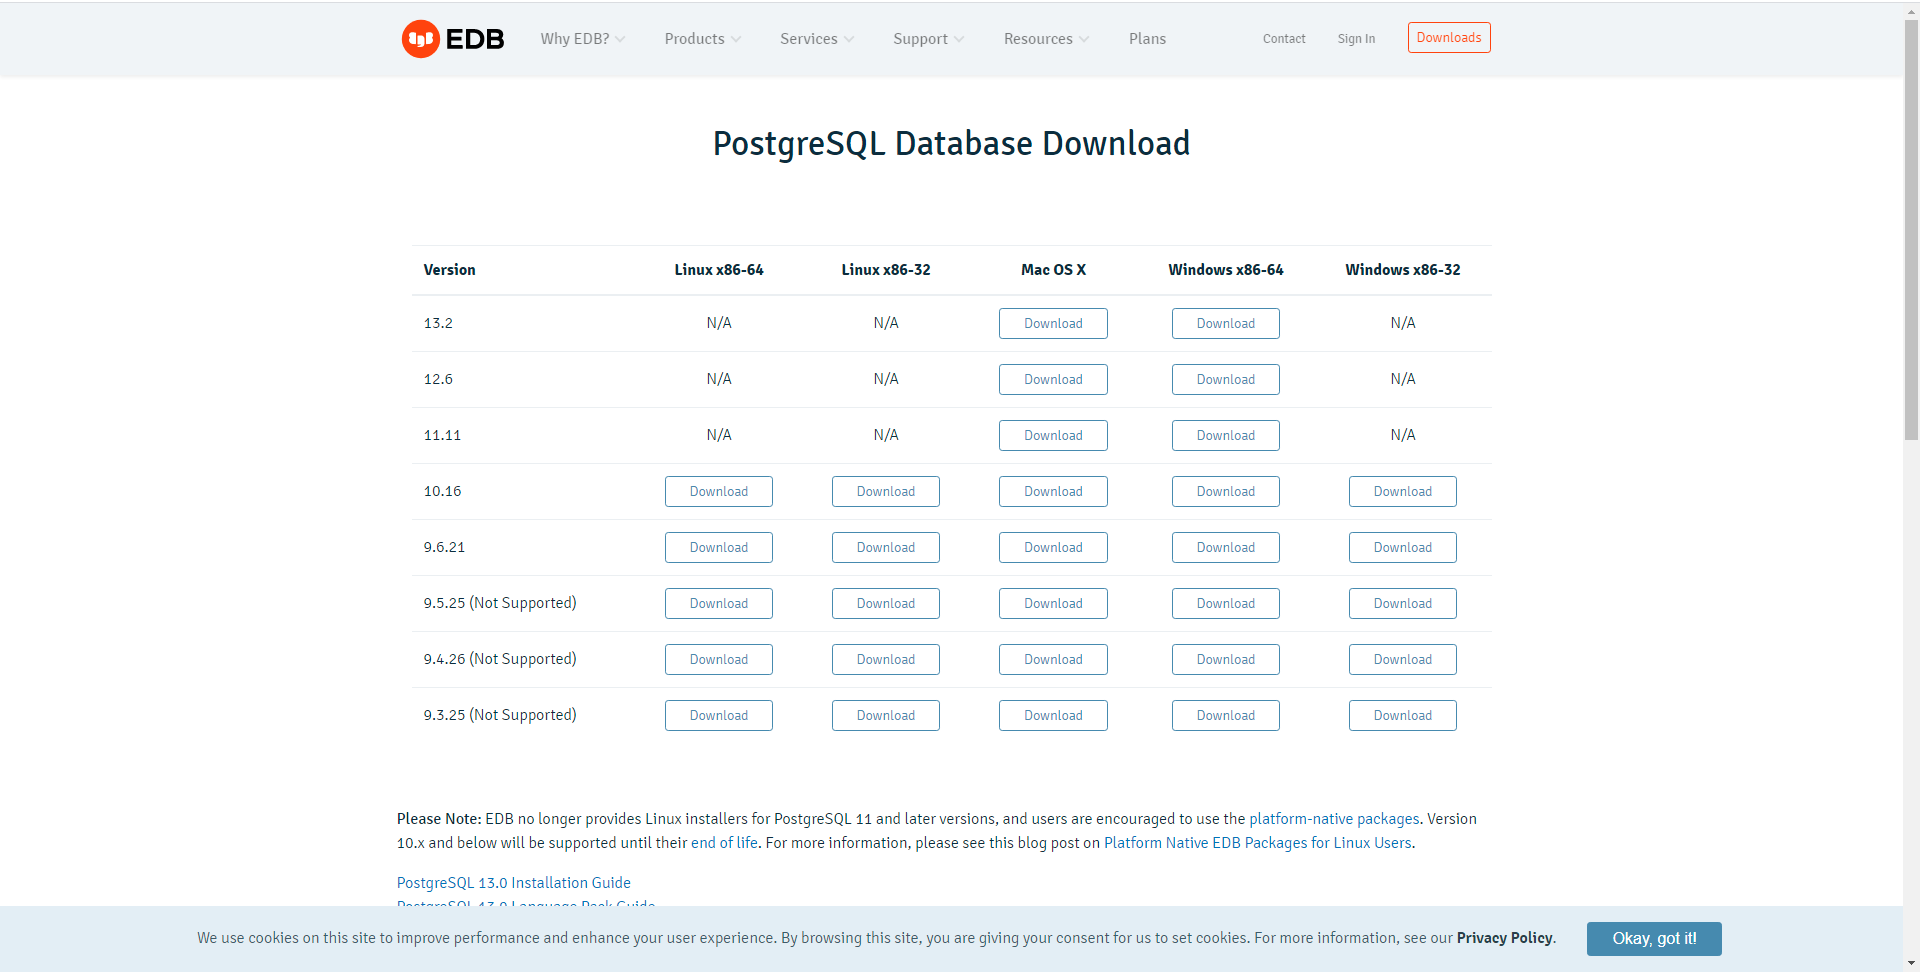 EDB Why EDB? Products Services Support Resources Plans Contact Sign In Downloads
PostgreSQL Database Download
Version Linux x86-64 Linux x86-32 Mac OS X Windows x86-64 Windows x86-32
13.2 N/A N/A Download Download N/A
12.6 N/A N/A Download Download N/A
11.11 N/A N/A Download Download N/A
10.16 Download Download Download Download Download
9.6.21 Download Download Download Download Download
9.5.25 (Not Supported) Download Download Download Download Download
9.4.26 (Not Supported) Download Download Download Download Download
9.3.25 (Not Supported) Download Download Download Download Download
Please Note: EDB no longer provides Linux installers for PostgreSQL 11 and later versions, and users are encouraged to use the platform-native packages. Version
10.x and below will be supported until their end of life. For more information, please see this blog post on Platform Native EDB Packages for Linux Users.
PostgreSQL 13.0 Installation Guide
PostgreSQL 13.0 Language Pack Guide
We use cookies on this site to improve performance and enhance your user experience. By browsing this site, you are giving your consent for us to set cookies. For more information, see our Privacy Policy. Okay, got it!